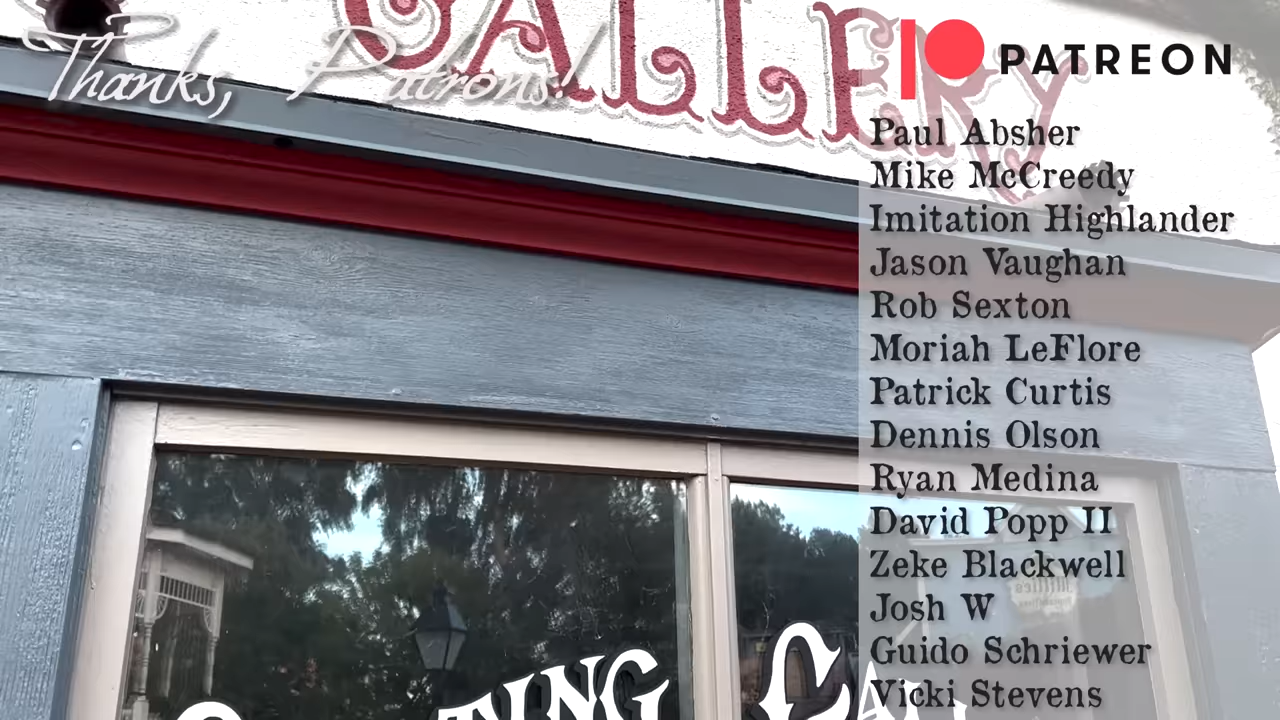 GALLERY
Thanks, Patrons!
PATREON
Paul Absher
Mike McCreedy
Imitation Highlander
Jason Vaughan
Rob Sexton
Moriah LeFlore
Patrick Curtis
Dennis Olson
Ryan Medina
David Popp II
Zeke Blackwell
Josh W
Guido Schriewer
Vicki Stevens